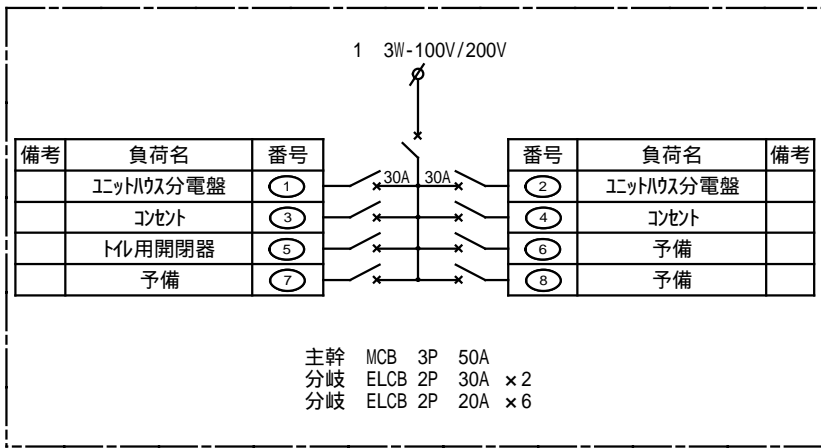 1 3W-100V/200V
備考 負荷名 番号 番号 負荷名 備考
ユニットハウス分電盤 1 30A 30A 2 ユニットハウス分電盤
コンセント 3 4 コンセント
トイレ用開閉器 5 6 予備
予備 7 8 予備
主幹 MCB 3P 50A
分岐 ELCB 2P 30A ×2
分岐 ELCB 2P 20A ×6